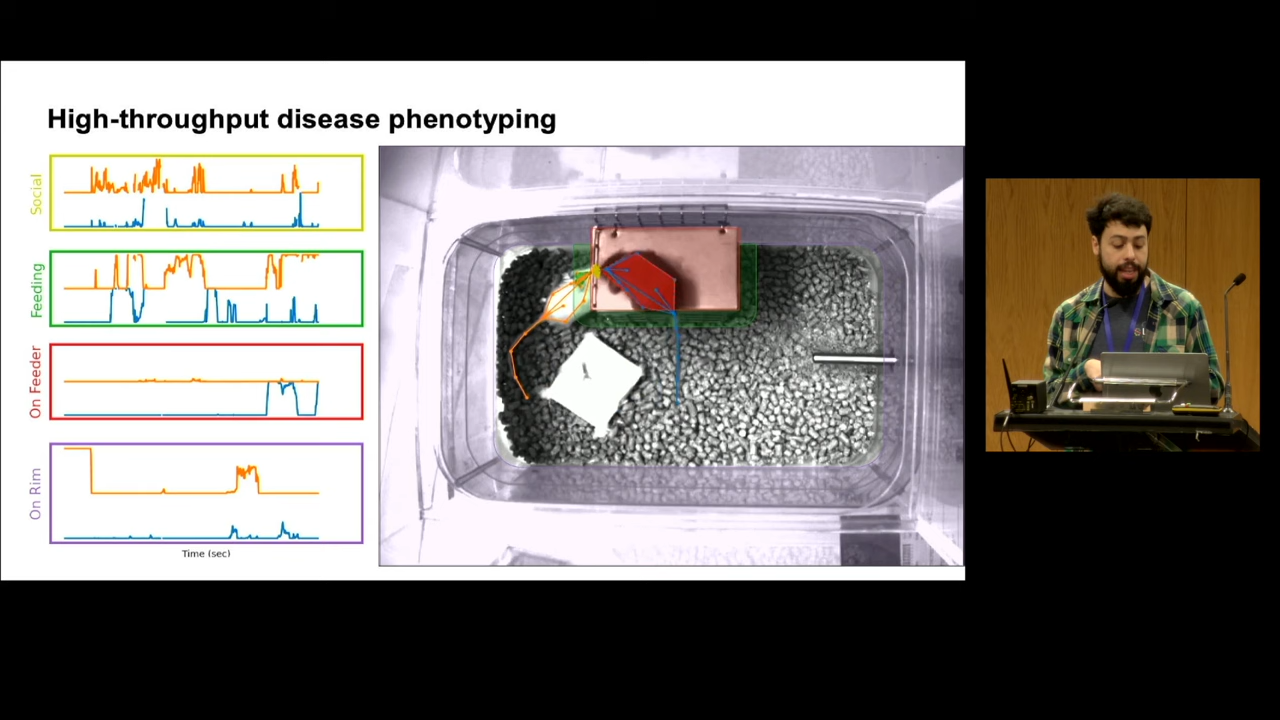 High-throughput disease phenotyping
Social
Feeding
On Feeder
On Rim
Time (sec)